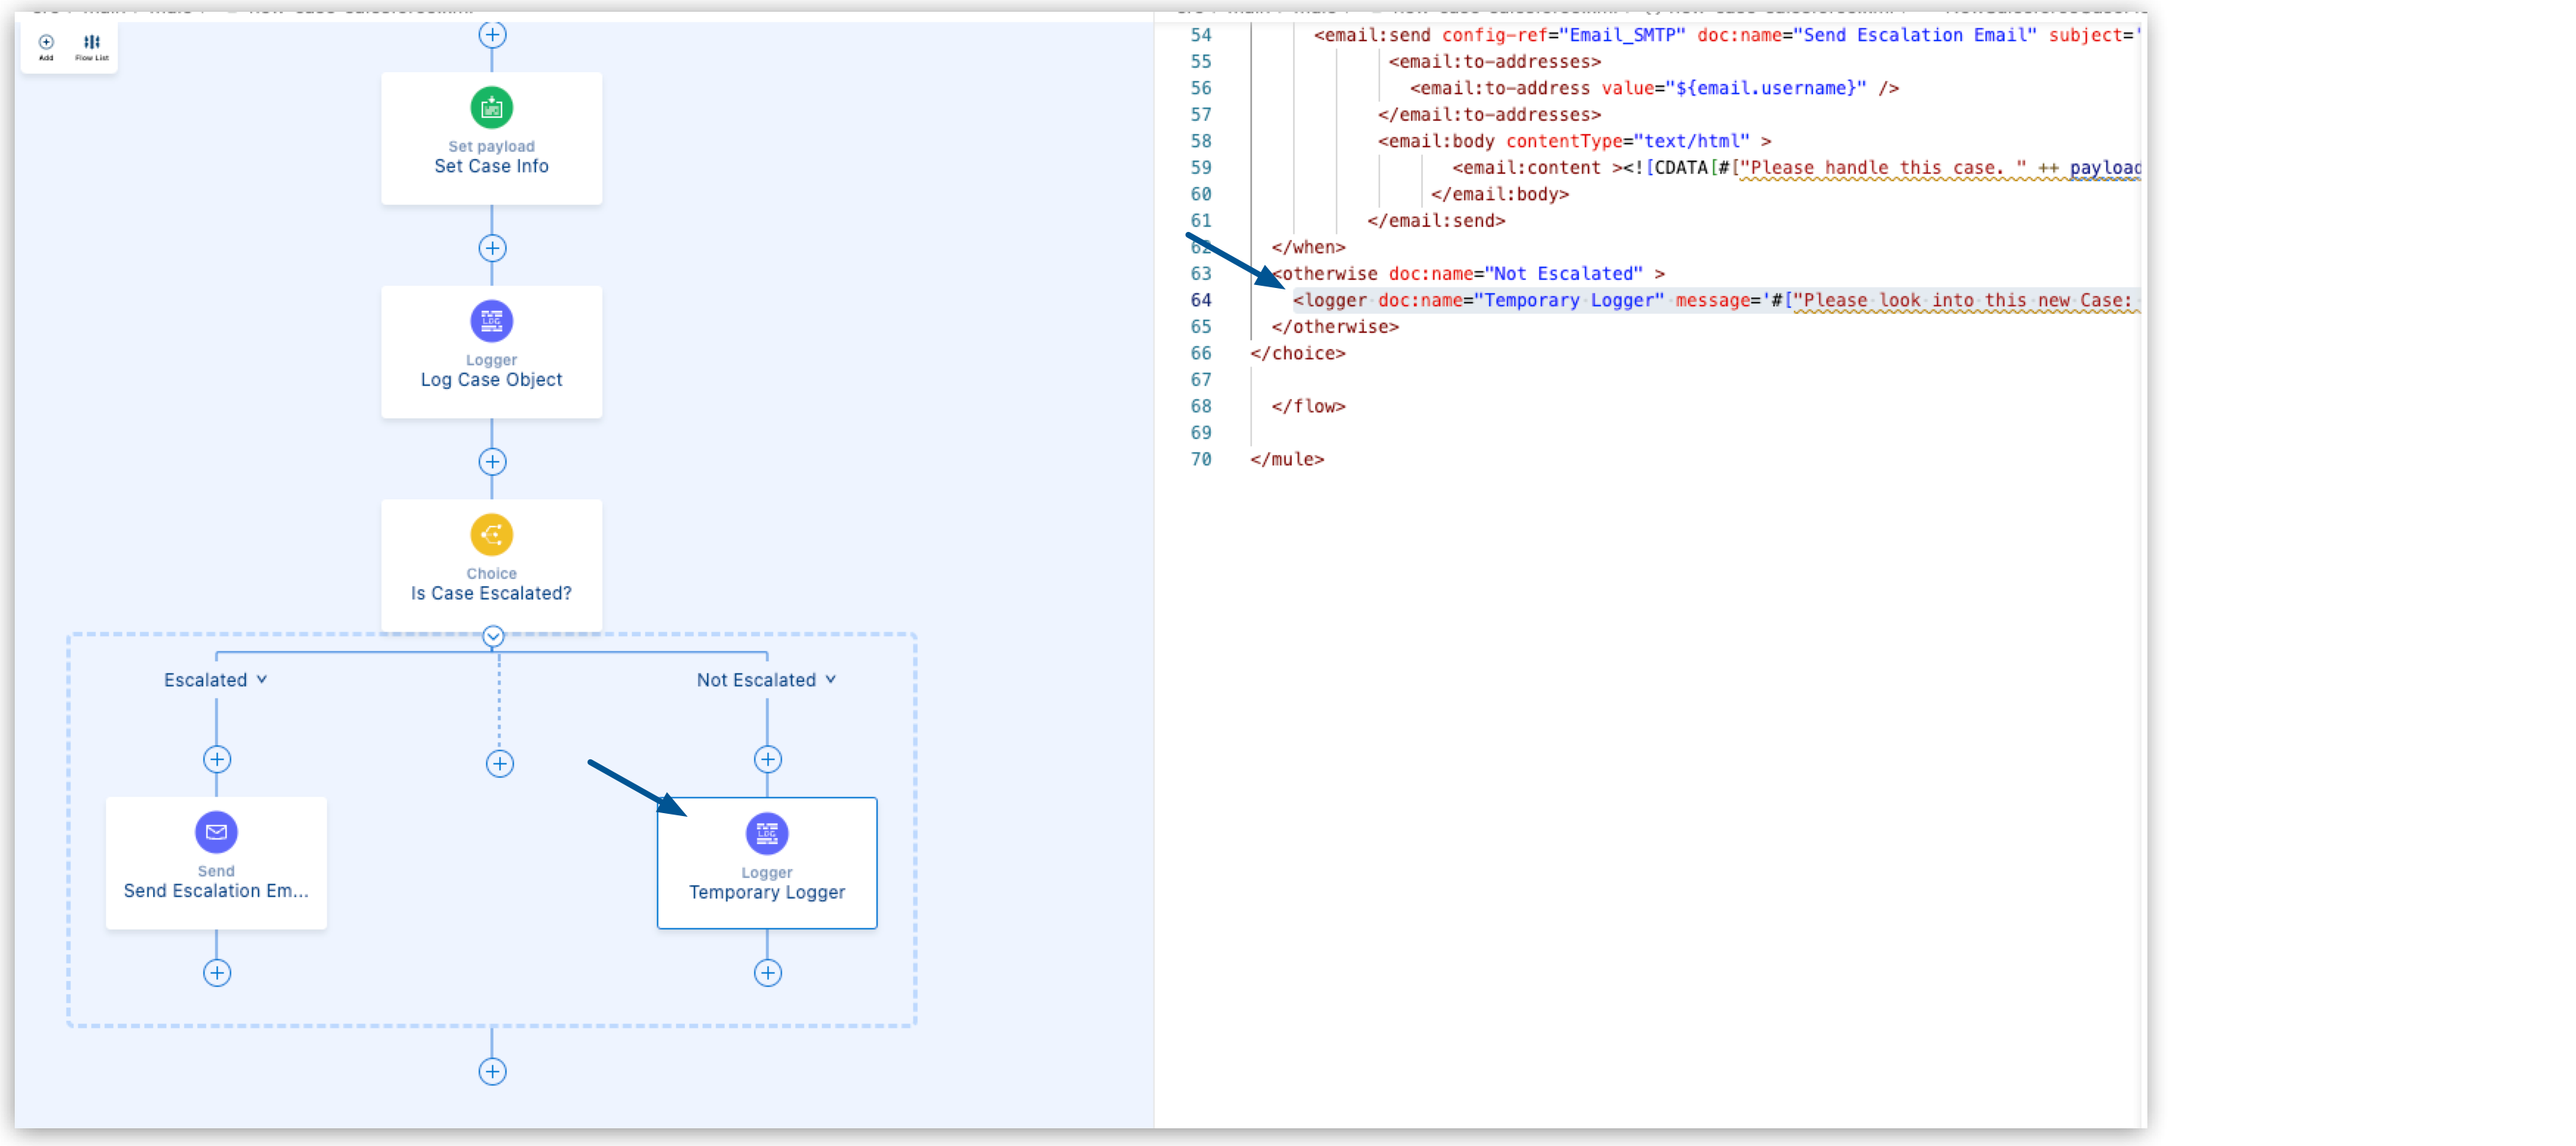 Add
Flow List
Set payload
Set Case Info
Logger
Log Case Object
Choice
Is Case Escalated?
Escalated
Not Escalated
Send
Send Escalation Em...
Logger
Temporary Logger
54 <email:send config-ref="Email_SMTP" doc:name="Send Escalation Email" subject='
55 <email:to-addresses>
56 <email:to-address value="${email.username}" />
57 </email:to-addresses>
58 <email:body contentType="text/html" >
59 <email:content ><![CDATA[#["Please handle this case. " ++ payload
60 </email:body>
61 </email:send>
62 </when>
63 <otherwise doc:name="Not Escalated" >
64 <logger doc:name="Temporary Logger" message='#["Please look into this new Case:
65 </otherwise>
66 </choice>
67
68 </flow>
69
70 </mule>